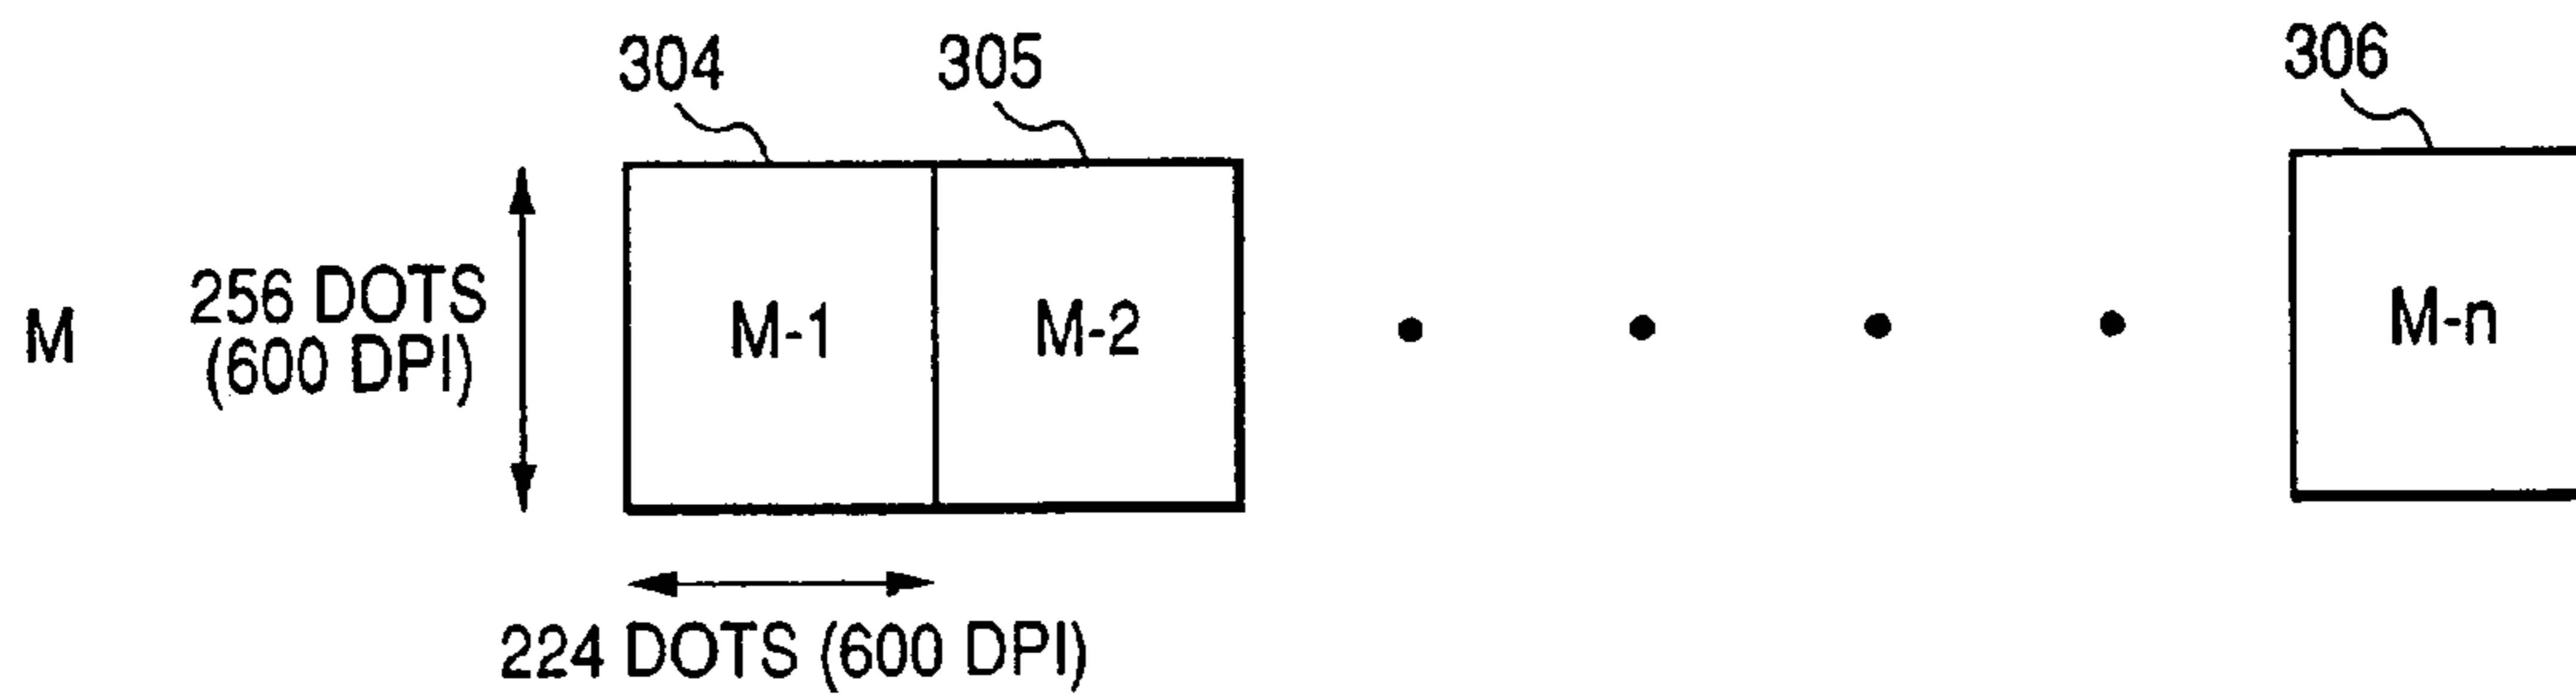 304 305 306
M 256 DOTS
(600 DPI)
M-1 M-2 M-n
224 DOTS (600 DPI)